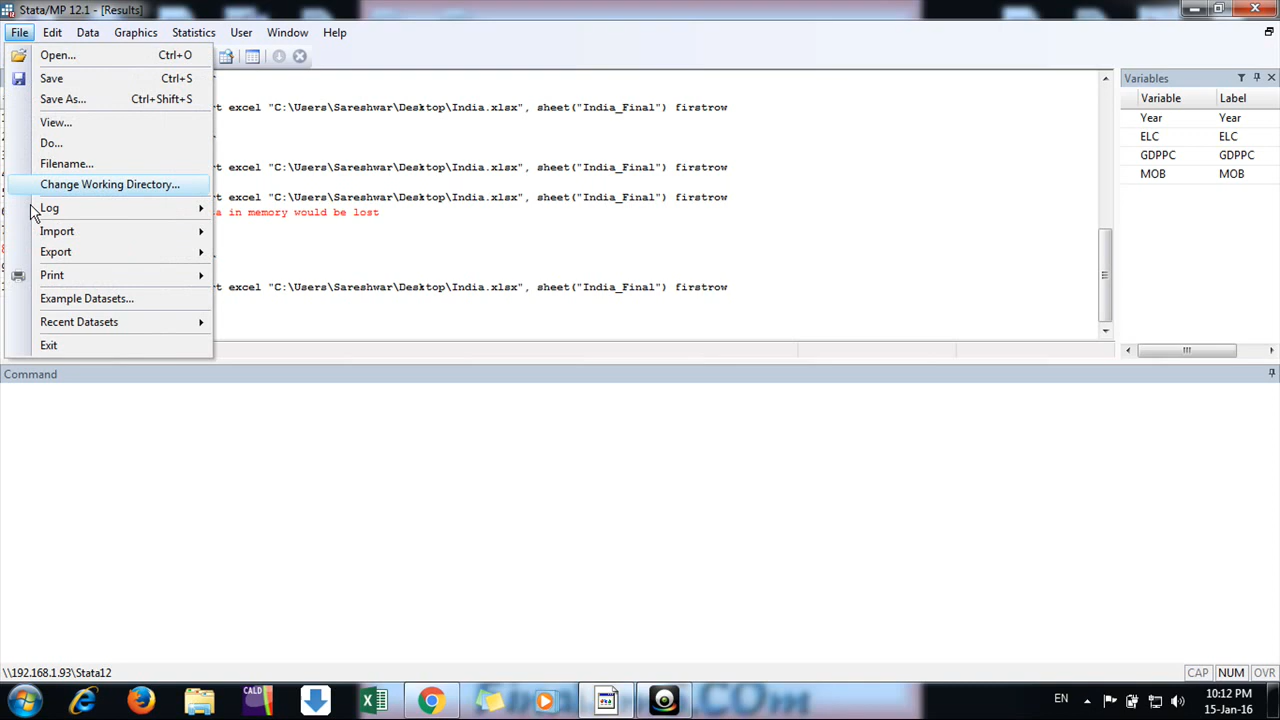 Stata/MP 12.1 - [Results]
File Edit Data Graphics Statistics User Window Help
Open... Ctrl+O
Save Ctrl+S
Save As... Ctrl+Shift+S
View...
Do...
Filename...
Change Working Directory...
Log
Import
Export
Print
Example Datasets...
Recent Datasets
Exit
rt excel "C:\Users\Sareshwar\Desktop\India.xlsx", sheet("India_Final") firstrow
rt excel "C:\Users\Sareshwar\Desktop\India.xlsx", sheet("India_Final") firstrow
rt excel "C:\Users\Sareshwar\Desktop\India.xlsx", sheet("India_Final") firstrow
a in memory would be lost
rt excel "C:\Users\Sareshwar\Desktop\India.xlsx", sheet("India_Final") firstrow
Variables
Variable Label
Year Year
ELC ELC
GDPPC GDPPC
MOB MOB
Command
\\192.168.1.93\Stata12
CAP NUM OVR
CALD
EN
10:12 PM
15-Jan-16